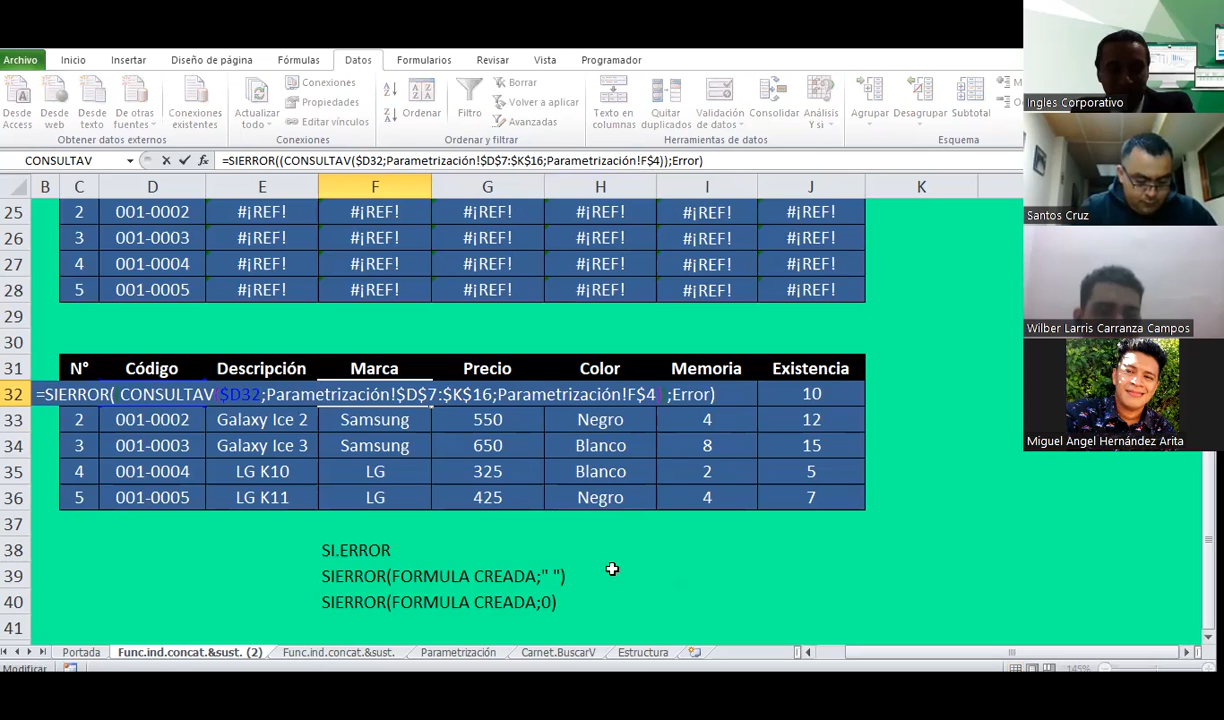 Archivo Inicio Insertar Diseño de página Fórmulas Datos Formularios Revisar Vista Programador
Desde Access
Desde web
Desde texto
De otras fuentes
Conexiones existentes
Obtener datos externos
Actualizar todo
Conexiones
Propiedades
Editar vínculos
Conexiones
Ordenar
Filtro
Borrar
Volver a aplicar
Avanzadas
Ordenar y filtrar
Texto en columnas
Quitar duplicados
Validación de datos
Consolidar
Análisis Y si
Herramientas de datos
Agrupar
Desagrupar
Subtotal
Esquema
CONSULTAV fx =SIERROR((CONSULTAV($D32;Parametrización!$D$7:$K$16;Parametrización!F$4));Error)
B C D E F G H I J K
25 2 001-0002 #¡REF! #¡REF! #¡REF! #¡REF! #¡REF! #¡REF!
26 3 001-0003 #¡REF! #¡REF! #¡REF! #¡REF! #¡REF! #¡REF!
27 4 001-0004 #¡REF! #¡REF! #¡REF! #¡REF! #¡REF! #¡REF!
28 5 001-0005 #¡REF! #¡REF! #¡REF! #¡REF! #¡REF! #¡REF!
29
30
31 N° Código Descripción Marca Precio Color Memoria Existencia
32 =SIERROR((CONSULTAV($D32;Parametrización!$D$7:$K$16;Parametrización!F$4));Error) 10
33 2 001-0002 Galaxy Ice 2 Samsung 550 Negro 4 12
34 3 001-0003 Galaxy Ice 3 Samsung 650 Blanco 8 15
35 4 001-0004 LG K10 LG 325 Blanco 2 5
36 5 001-0005 LG K11 LG 425 Negro 4 7
37
38 SI.ERROR
39 SIERROR(FORMULA CREADA;" ")
40 SIERROR(FORMULA CREADA;0)
41
Portada Func.ind.concat.&sust. (2) Func.ind.concat.&sust. Parametrización Carnet.BuscarV Estructura
Modificar 145%
Ingles Corporativo
Santos Cruz
Wilber Larris Carranza Campos
Miguel Angel Hernández Arita